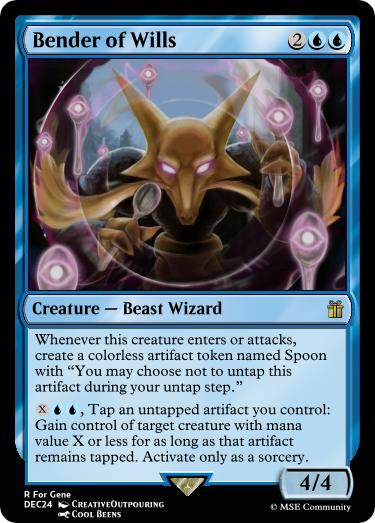 Bender of Wills 2
Creature — Beast Wizard
Whenever this creature enters or attacks,
create a colorless artifact token named Spoon
with “You may choose not to untap this
artifact during your untap step.”
X, Tap an untapped artifact you control:
Gain control of target creature with mana
value X or less for as long as that artifact
remains tapped. Activate only as a sorcery.
4/4
R For Gene
DEC24 CreativeOutpouring
Cool Beens
© MSE Community